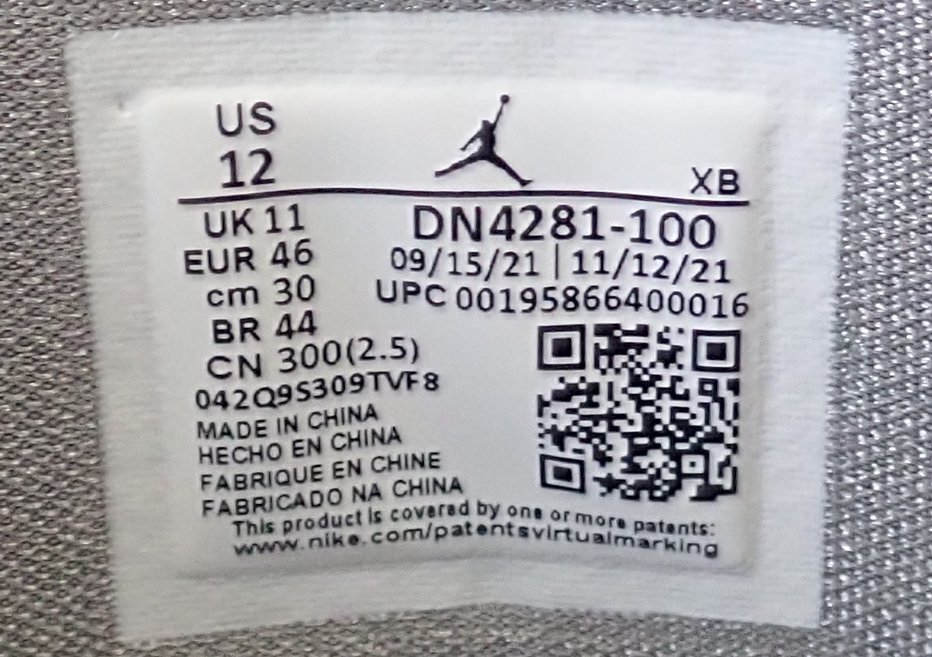 US
12
XB
UK 11
EUR 46
cm 30
BR 44
CN 300(2.5)
DN4281-100
09/15/21 | 11/12/21
UPC 00195866400016
042Q9S309TVF8
MADE IN CHINA
HECHO EN CHINA
FABRIQUE EN CHINE
FABRICADO NA CHINA
This product is covered by one or more patents:
www.nike.com/patentsvirtualmarking